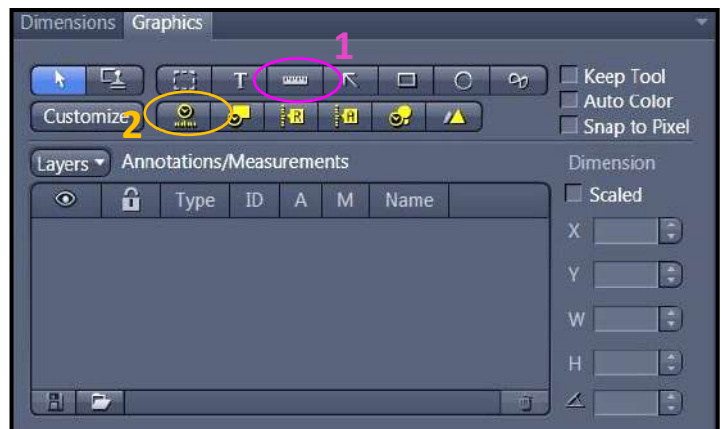 Dimensions Graphics
1
T
Keep Tool
Auto Color
Snap to Pixel
Customize
2
R
Layers Annotations/Measurements
Dimension
Type ID A M Name
Scaled
X
Y
W
H